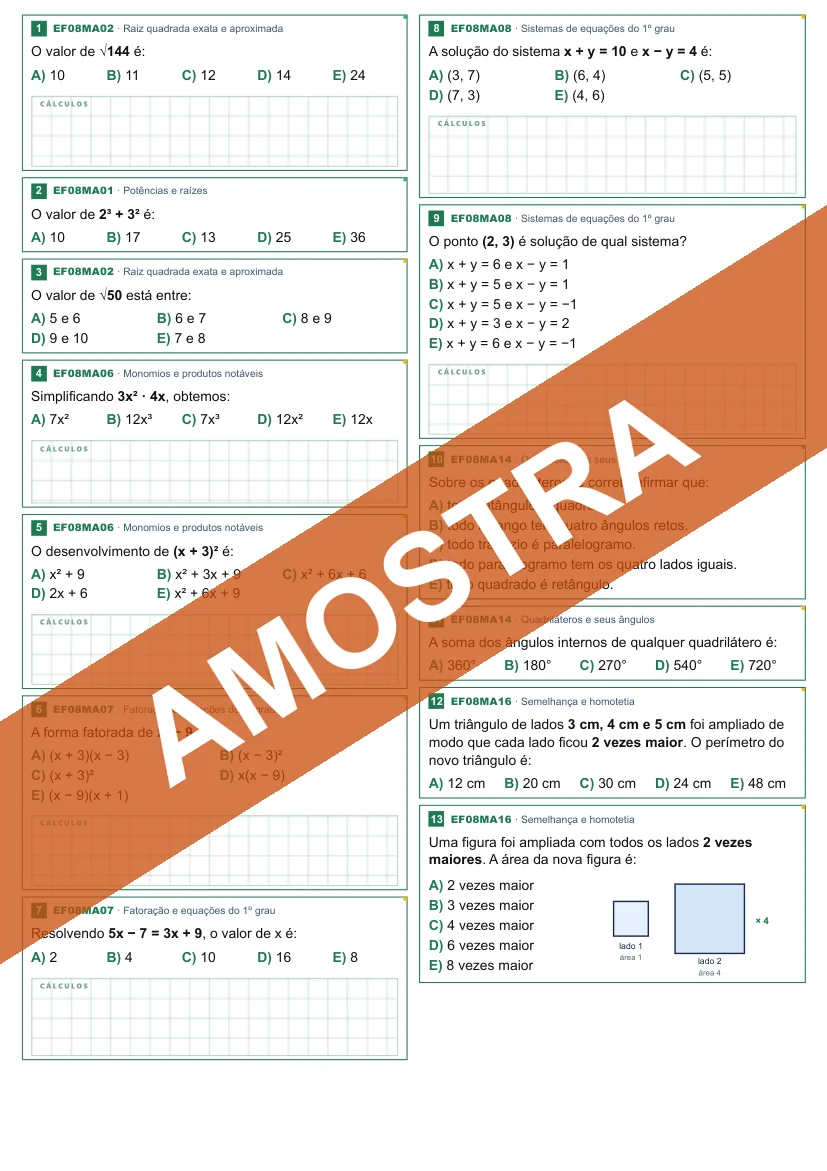 1 EF08MA02 · Raiz quadrada exata e aproximada
O valor de √144 é:
A) 10 B) 11 C) 12 D) 14 E) 24
CÁLCULOS
2 EF08MA01 · Potências e raízes
O valor de 2³ + 3² é:
A) 10 B) 17 C) 13 D) 25 E) 36
3 EF08MA02 · Raiz quadrada exata e aproximada
O valor de √50 está entre:
A) 5 e 6 B) 6 e 7 C) 8 e 9
D) 9 e 10 E) 7 e 8
4 EF08MA06 · Monomios e produtos notáveis
Simplificando 3x² · 4x, obtemos:
A) 7x² B) 12x³ C) 7x³ D) 12x² E) 12x
CÁLCULOS
5 EF08MA06 · Monomios e produtos notáveis
O desenvolvimento de (x + 3)² é:
A) x² + 9 B) x² + 3x + 9 C) x² + 6x + 6
D) 2x + 6 E) x² + 6x + 9
CÁLCULOS
6 EF08MA07 ·
A forma fatorada de
A) (x + 3)(x − 3) B) (x − 3)²
C) (x + 3)² D) x(x − 9)
E) (x − 9)(x + 1)
CÁLCULOS
7 EF08MA07 · Fatoração e equações do 1º grau
Resolvendo 5x − 7 = 3x + 9, o valor de x é:
A) 2 B) 4 C) 10 D) 16 E) 8
CÁLCULOS
8 EF08MA08 · Sistemas de equações do 1º grau
A solução do sistema x + y = 10 e x − y = 4 é:
A) (3, 7) B) (6, 4) C) (5, 5)
D) (7, 3) E) (4, 6)
CÁLCULOS
9 EF08MA08 · Sistemas de equações do 1º grau
O ponto (2, 3) é solução de qual sistema?
A) x + y = 6 e x − y = 1
B) x + y = 5 e x − y = 1
C) x + y = 5 e x − y = −1
D) x + y = 3 e x − y = 2
E) x + y = 6 e x − y = −1
CÁLCULOS
10 EF08MA14 · seus
Sobre os afirmar que:
A)
B) todo quatro ângulos retos.
todo é paralelogramo.
tem os quatro lados iguais.
E) quadrado é retângulo.
EF08MA14 · Quadriláteros e seus ângulos
A soma dos ângulos internos de qualquer quadrilátero é:
A) 360° B) 180° C) 270° D) 540° E) 720°
12 EF08MA16 · Semelhança e homotetia
Um triângulo de lados 3 cm, 4 cm e 5 cm foi ampliado de
modo que cada lado ficou 2 vezes maior. O perímetro do
novo triângulo é:
A) 12 cm B) 20 cm C) 30 cm D) 24 cm E) 48 cm
13 EF08MA16 · Semelhança e homotetia
Uma figura foi ampliada com todos os lados 2 vezes
maiores. A área da nova figura é:
A) 2 vezes maior
B) 3 vezes maior
C) 4 vezes maior
D) 6 vezes maior
E) 8 vezes maior
lado 1
área 1
lado 2
área 4
× 4
AMOSTRA